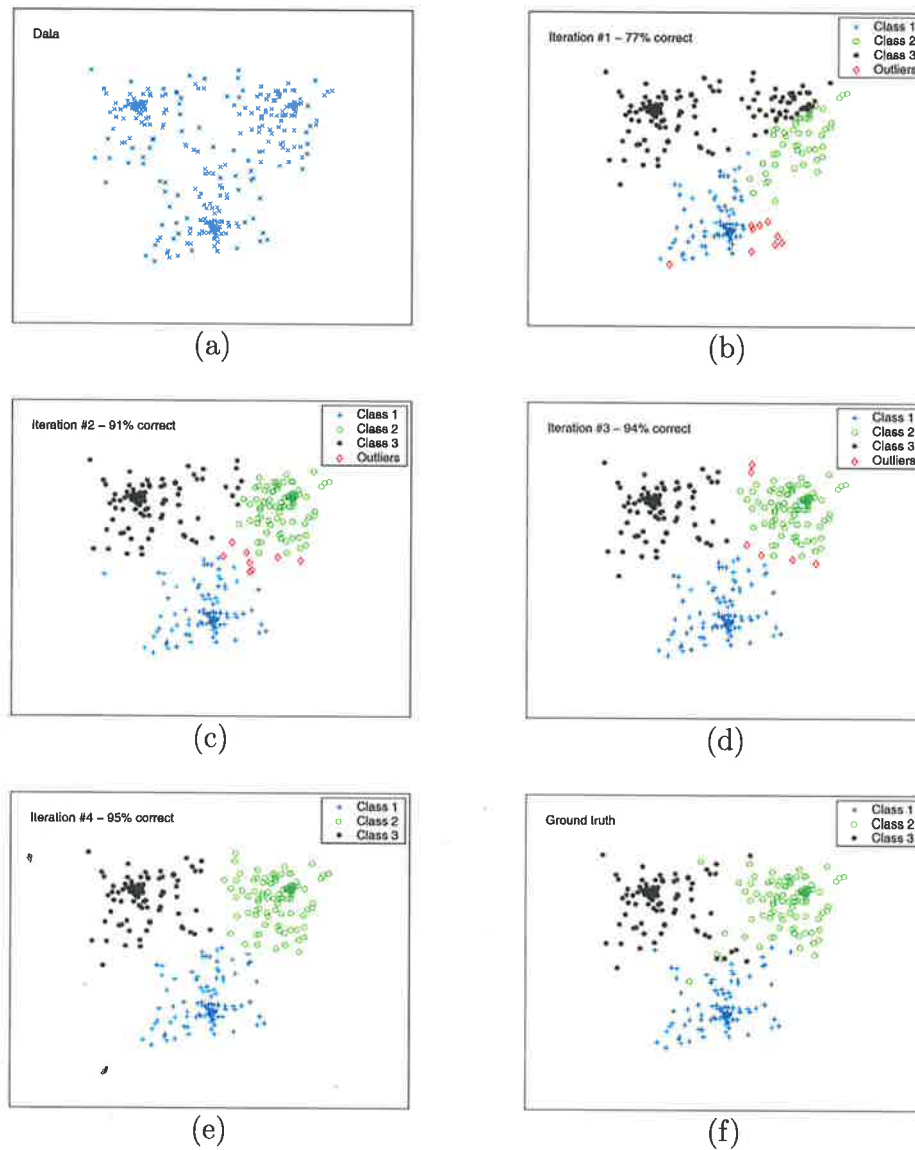 Data
(a)
Iteration #1 – 77% correct
Class 1
Class 2
Class 3
Outliers
(b)
Iteration #2 – 91% correct
Class 1
Class 2
Class 3
Outliers
(c)
Iteration #3 – 94% correct
Class 1
Class 2
Class 3
Outliers
(d)
Iteration #4 – 95% correct
Class 1
Class 2
Class 3
(e)
Ground truth
Class 1
Class 2
Class 3
(f)